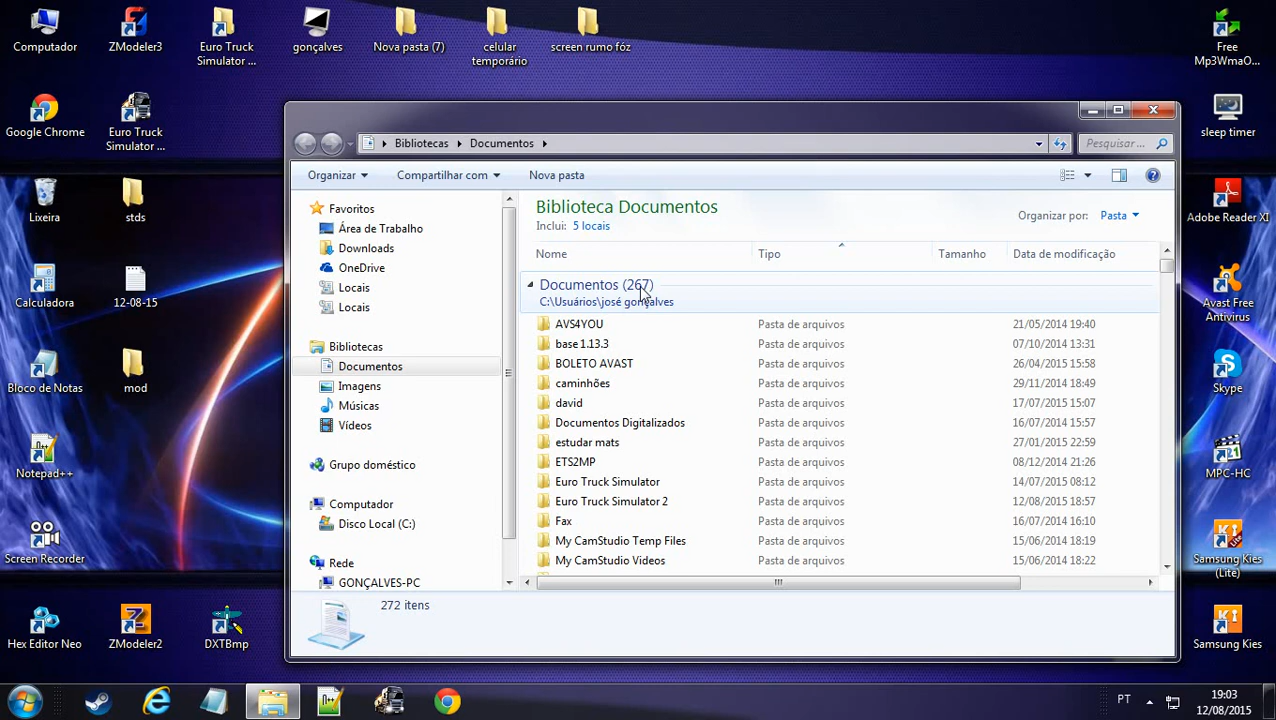 Computador
ZModeler3
Euro Truck
Simulator ...
gonçalves
Nova pasta (7)
celular
temporário
screen rumo fóz
Free
Mp3WmaO...
Google Chrome
Euro Truck
Simulator ...
sleep timer
Lixeira
stds
Adobe Reader XI
Calculadora
12-08-15
Avast Free
Antivirus
Bloco de Notas
mod
Skype
Notepad++
MPC-HC
Screen Recorder
Samsung Kies
(Lite)
Hex Editor Neo
ZModeler2
DXTBmp
Samsung Kies
Bibliotecas
Documentos
Pesquisar ...
Organizar
Compartilhar com
Nova pasta
Favoritos
Área de Trabalho
Downloads
OneDrive
Locais
Locais
Bibliotecas
Documentos
Imagens
Músicas
Vídeos
Grupo doméstico
Computador
Disco Local (C:)
Rede
GONÇALVES-PC
Biblioteca Documentos
Inclui: 5 locais
Organizar por: Pasta
Nome Tipo Tamanho Data de modificação
Documentos (267)
C:\Usuários\josé gonçalves
AVS4YOU Pasta de arquivos 21/05/2014 19:40
base 1.13.3 Pasta de arquivos 07/10/2014 13:31
BOLETO AVAST Pasta de arquivos 26/04/2015 15:58
caminhões Pasta de arquivos 29/11/2014 18:49
david Pasta de arquivos 17/07/2015 15:07
Documentos Digitalizados Pasta de arquivos 16/07/2014 15:57
estudar mats Pasta de arquivos 27/01/2015 22:59
ETS2MP Pasta de arquivos 08/12/2014 21:26
Euro Truck Simulator Pasta de arquivos 14/07/2015 08:12
Euro Truck Simulator 2 Pasta de arquivos 12/08/2015 18:57
Fax Pasta de arquivos 16/07/2014 16:10
My CamStudio Temp Files Pasta de arquivos 15/06/2014 18:19
My CamStudio Videos Pasta de arquivos 15/06/2014 18:22
272 itens
PT
19:03
12/08/2015